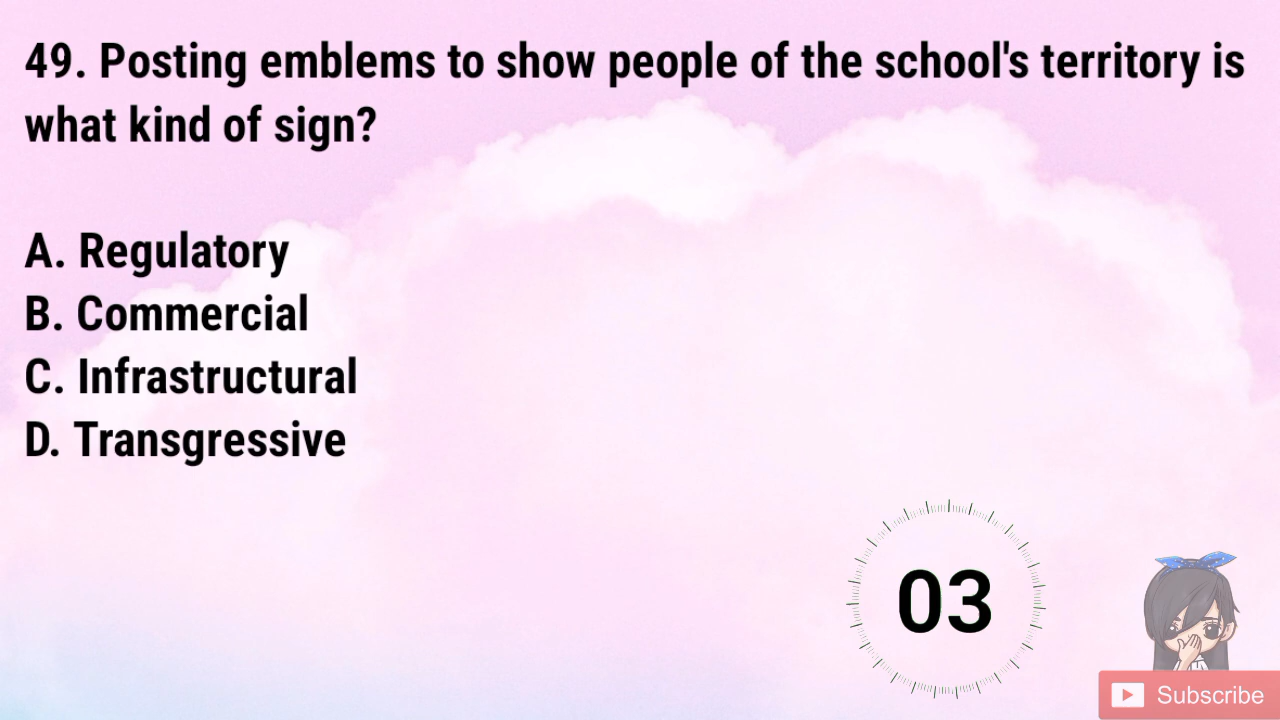 49. Posting emblems to show people of the school's territory is
what kind of sign?
A. Regulatory
B. Commercial
C. Infrastructural
D. Transgressive
03
Subscribe